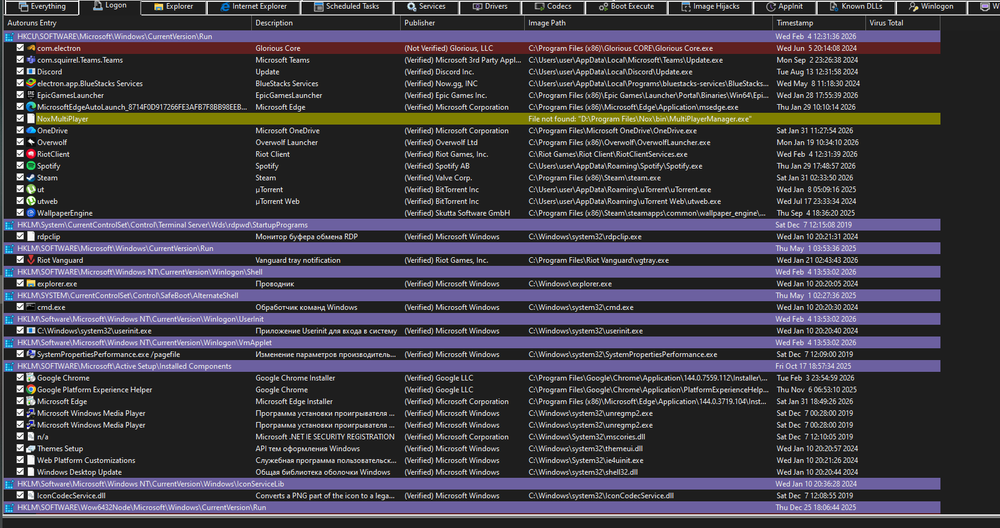 Everything Logon Explorer Internet Explorer Scheduled Tasks Services Drivers Codecs Boot Execute Image Hijacks AppInit Known DLLs Winlogon W
Autoruns Entry Description Publisher Image Path Timestamp Virus Total
HKCU\SOFTWARE\Microsoft\Windows\CurrentVersion\Run Wed Feb 4 12:31:36 2026
com.electron Glorious Core (Not Verified) Glorious, LLC C:\Program Files (x86)\Glorious CORE\Glorious Core.exe Wed Jun 5 20:14:08 2024
com.squirrel.Teams.Teams Microsoft Teams (Verified) Microsoft 3rd Party Appl... C:\Users\user\AppData\Local\Microsoft\Teams\Update.exe Mon Sep 2 23:26:38 2024
Discord Update (Verified) Discord Inc. C:\Users\user\AppData\Local\Discord\Update.exe Tue Aug 13 12:31:58 2024
electron.app.BlueStacks Services BlueStacks Services (Verified) Now.gg, INC C:\Users\user\AppData\Local\Programs\bluestacks-services\BlueStacks... Wed May 8 11:18:30 2024
EpicGamesLauncher EpicGamesLauncher (Verified) Epic Games Inc. C:\Program Files (x86)\Epic Games\Launcher\Portal\Binaries\Win64\Epi... Wed Jan 28 17:55:39 2026
MicrosoftEdgeAutoLaunch_8714F0D917266FE3AFB7F8BB98EEB... Microsoft Edge (Verified) Microsoft Corporation C:\Program Files (x86)\Microsoft\Edge\Application\msedge.exe Thu Jan 29 10:10:14 2026
NoxMultiPlayer File not found: "D:\Program Files\Nox\bin\MultiPlayerManager.exe"
OneDrive Microsoft OneDrive (Verified) Microsoft Corporation C:\Program Files\Microsoft OneDrive\OneDrive.exe Sat Jan 31 11:27:54 2026
Overwolf Overwolf Launcher (Verified) Overwolf Ltd C:\Program Files (x86)\Overwolf\OverwolfLauncher.exe Mon Jan 19 10:34:10 2026
RiotClient Riot Client (Verified) Riot Games, Inc. C:\Riot Games\Riot Client\RiotClientServices.exe Wed Feb 4 12:31:39 2026
Spotify Spotify (Verified) Spotify AB C:\Users\user\AppData\Roaming\Spotify\Spotify.exe Thu Jan 29 17:48:57 2026
Steam Steam (Verified) Valve Corp. C:\Program Files (x86)\Steam\steam.exe Sat Jan 31 02:33:50 2026
ut µTorrent (Verified) BitTorrent Inc C:\Users\user\AppData\Roaming\uTorrent\uTorrent.exe Wed Jan 8 05:09:16 2025
utweb µTorrent Web (Verified) BitTorrent Inc C:\Users\user\AppData\Roaming\uTorrent Web\utweb.exe Wed Jul 17 23:33:34 2024
WallpaperEngine (Verified) Skutta Software GmbH C:\Program Files (x86)\Steam\steamapps\common\wallpaper_engine\... Thu Sep 4 18:36:20 2025
HKLM\System\CurrentControlSet\Control\Terminal Server\Wds\rdpwd\StartupPrograms Sat Dec 7 12:15:08 2019
rdpclip Монитор буфера обмена RDP (Verified) Microsoft Windows C:\Windows\system32\rdpclip.exe Wed Jan 10 20:21:31 2024
HKLM\SOFTWARE\Microsoft\Windows\CurrentVersion\Run Thu May 1 03:53:36 2025
Riot Vanguard Vanguard tray notification (Verified) Riot Games, Inc. C:\Program Files\Riot Vanguard\vgtray.exe Wed Jan 21 02:43:43 2026
HKLM\SOFTWARE\Microsoft\Windows NT\CurrentVersion\Winlogon\Shell Wed Feb 4 13:53:02 2026
explorer.exe Проводник (Verified) Microsoft Windows C:\Windows\explorer.exe Wed Jan 10 20:20:05 2024
HKLM\SYSTEM\CurrentControlSet\Control\SafeBoot\AlternateShell Thu May 1 02:27:36 2025
cmd.exe Обработчик команд Windows (Verified) Microsoft Windows C:\Windows\system32\cmd.exe Wed Jan 10 20:20:30 2024
HKLM\Software\Microsoft\Windows NT\CurrentVersion\Winlogon\UserInit Wed Feb 4 13:53:02 2026
C:\Windows\system32\userinit.exe Приложение Userinit для входа в систему (Verified) Microsoft Windows C:\Windows\system32\userinit.exe Wed Jan 10 20:20:40 2024
HKLM\Software\Microsoft\Windows NT\CurrentVersion\Winlogon\VmApplet Wed Feb 4 13:53:02 2026
SystemPropertiesPerformance.exe /pagefile Изменение параметров производитель... (Verified) Microsoft Windows C:\Windows\system32\SystemPropertiesPerformance.exe Sat Dec 7 12:09:00 2019
HKLM\SOFTWARE\Microsoft\Active Setup\Installed Components Fri Oct 17 18:57:34 2025
Google Chrome Google Chrome Installer (Verified) Google LLC C:\Program Files\Google\Chrome\Application\144.0.7559.112\Installer\... Tue Feb 3 23:54:59 2026
Google Platform Experience Helper Google Chrome (Verified) Google LLC C:\Program Files\Google\Chrome\Application\PlatformExperienceHelp... Thu Nov 6 06:53:10 2025
Microsoft Edge Microsoft Edge Installer (Verified) Microsoft Corporation C:\Program Files (x86)\Microsoft\Edge\Application\144.0.3719.104\Inst... Sat Jan 31 18:49:26 2026
Microsoft Windows Media Player Программа установки проигрывателя ... (Verified) Microsoft Windows C:\Windows\system32\unregmp2.exe Sat Dec 7 00:28:00 2019
Microsoft Windows Media Player Программа установки проигрывателя ... (Verified) Microsoft Windows C:\Windows\system32\unregmp2.exe Sat Dec 7 00:28:00 2019
n/a Microsoft .NET IE SECURITY REGISTRATION (Verified) Microsoft Corporation C:\Windows\System32\mscories.dll Sat Dec 7 12:10:05 2019
Themes Setup API тем оформления Windows (Verified) Microsoft Windows C:\Windows\System32\themeui.dll Wed Jan 10 20:20:57 2024
Web Platform Customizations Служебная программа пользовательск... (Verified) Microsoft Windows C:\Windows\System32\ie4uinit.exe Wed Jan 10 20:21:26 2024
Windows Desktop Update Общая библиотека оболочки Windows (Verified) Microsoft Windows C:\Windows\System32\shell32.dll Wed Jan 10 20:20:44 2024
HKLM\Software\Microsoft\Windows NT\CurrentVersion\Windows\IconServiceLib Wed Jan 10 20:36:28 2024
IconCodecService.dll Converts a PNG part of the icon to a lega... (Verified) Microsoft Windows C:\Windows\system32\IconCodecService.dll Sat Dec 7 12:08:55 2019
HKLM\SOFTWARE\Wow6432Node\Microsoft\Windows\CurrentVersion\Run Thu Dec 25 18:06:44 2025